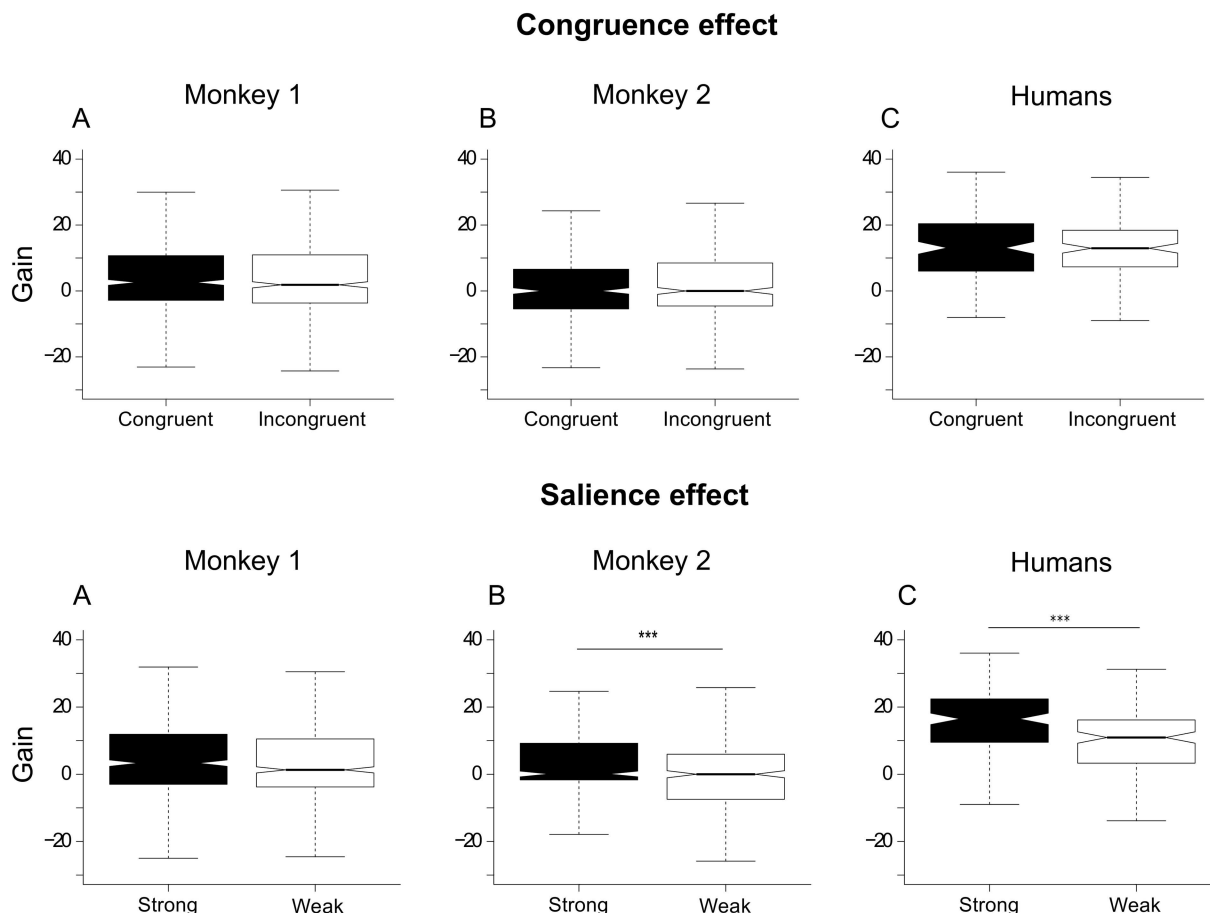 Congruence effect
Monkey 1 Monkey 2 Humans
A B C
40 40 40
20 20 20
Gain
0 0 0
−20 −20 −20
Congruent Incongruent Congruent Incongruent Congruent Incongruent
Salience effect
Monkey 1 Monkey 2 Humans
A B C
*** ***
40 40 40
20 20 20
Gain
0 0 0
−20 −20 −20
Strong Weak Strong Weak Strong Weak